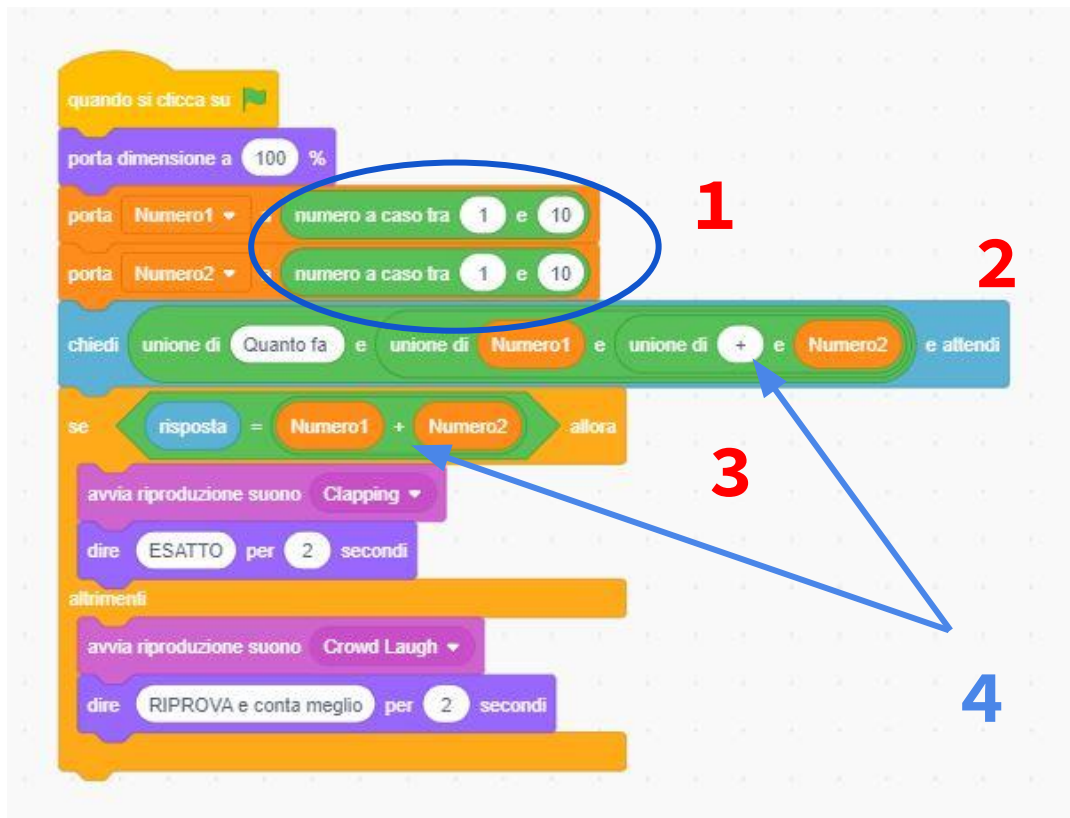 quando si clicca su
porta dimensione a 100 %
porta Numero1 a numero a caso tra 1 e 10
1
porta Numero2 a numero a caso tra 1 e 10
2
chiedi unione di Quanto fa e unione di Numero1 e unione di + e Numero2 e attendi
se risposta = Numero1 + Numero2 allora
3
avvia riproduzione suono Clapping
dire ESATTO per 2 secondi
altrimenti
avvia riproduzione suono Crowd Laugh
dire RIPROVA e conta meglio per 2 secondi
4